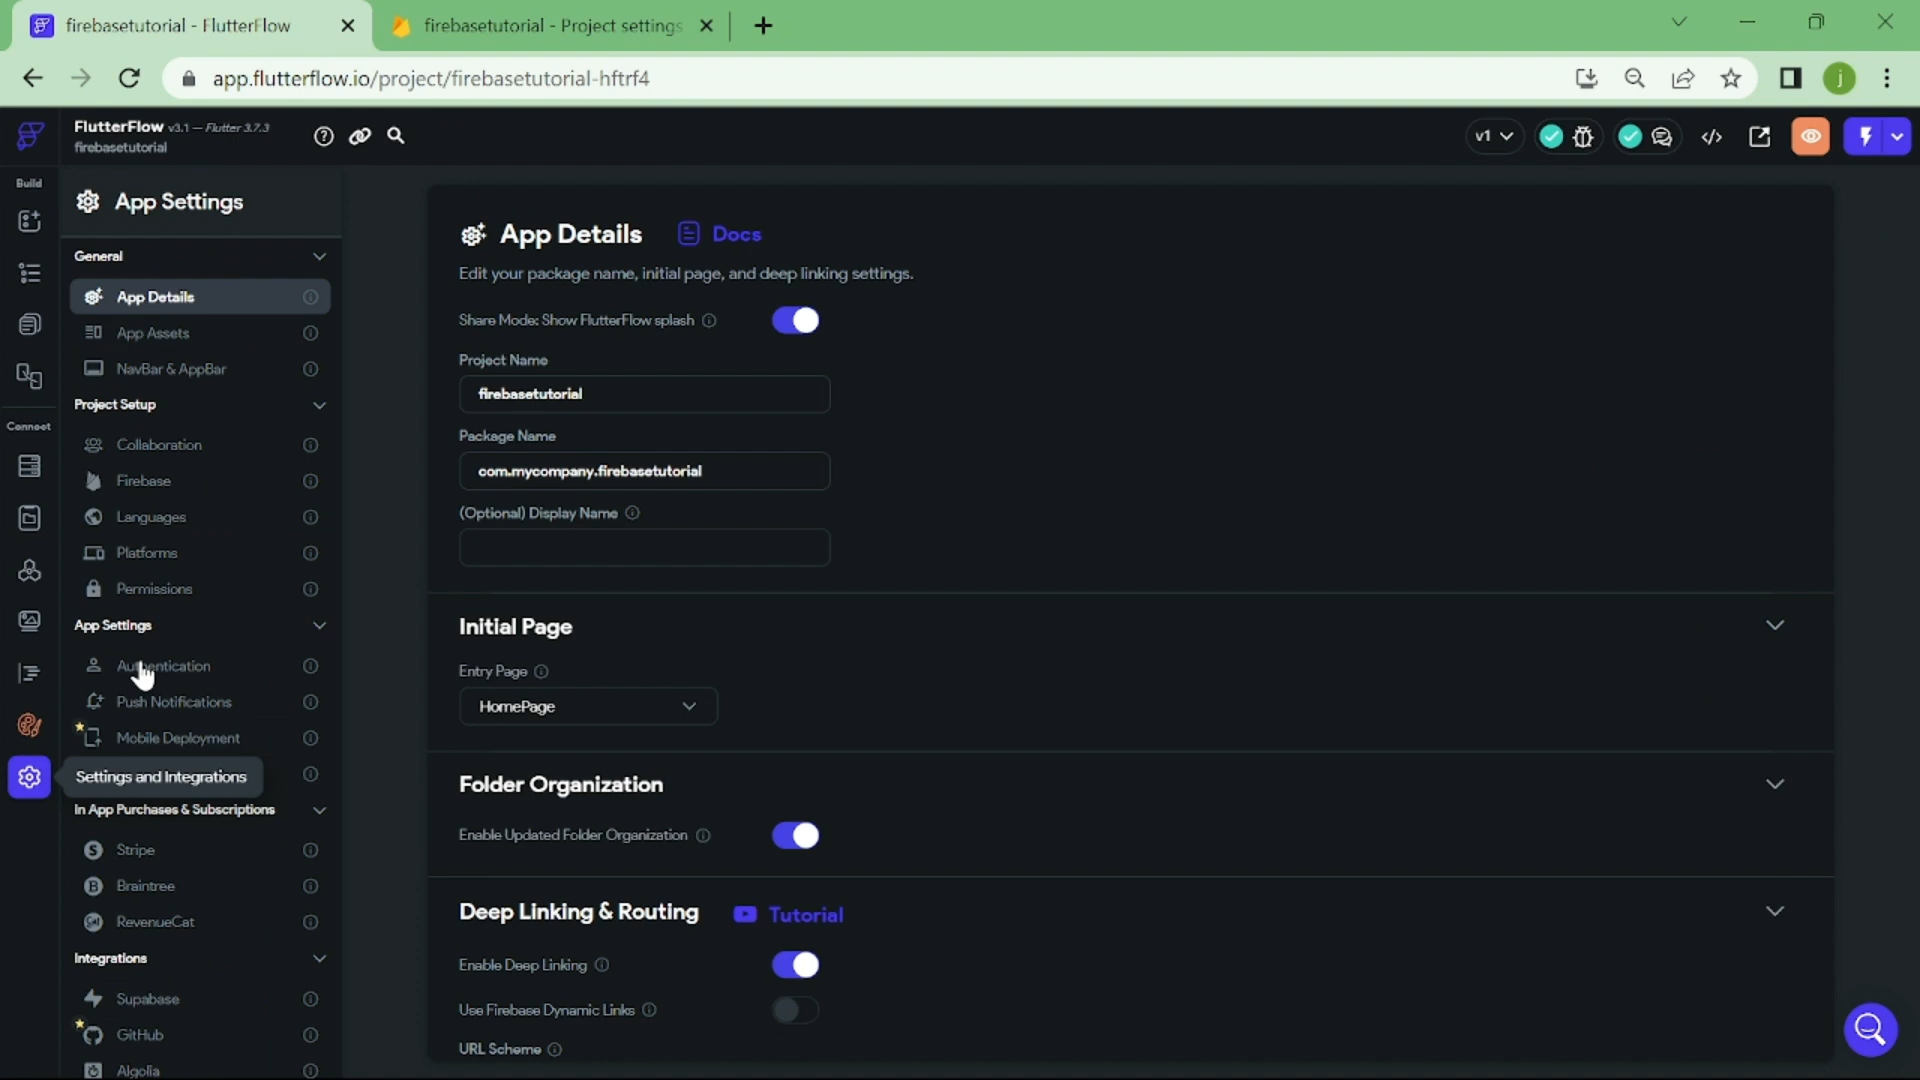 firebasetutorial - FlutterFlow
firebasetutorial - Project settings
app.flutterflow.io/project/firebasetutorial-hftrf4
j
FlutterFlow v3.1 – Flutter 3.7.3
firebasetutorial
v1
Build
Connect
App Settings
General
App Details
App Assets
NavBar & AppBar
Project Setup
Collaboration
Firebase
Languages
Platforms
Permissions
App Settings
Authentication
Push Notifications
Mobile Deployment
Settings and Integrations
In App Purchases & Subscriptions
Stripe
Braintree
RevenueCat
Integrations
Supabase
GitHub
Algolia
App Details
Docs
Edit your package name, initial page, and deep linking settings.
Share Mode: Show FlutterFlow splash
Project Name
firebasetutorial
Package Name
com.mycompany.firebasetutorial
(Optional) Display Name
Initial Page
Entry Page
HomePage
Folder Organization
Enable Updated Folder Organization
Deep Linking & Routing
Tutorial
Enable Deep Linking
Use Firebase Dynamic Links
URL Scheme